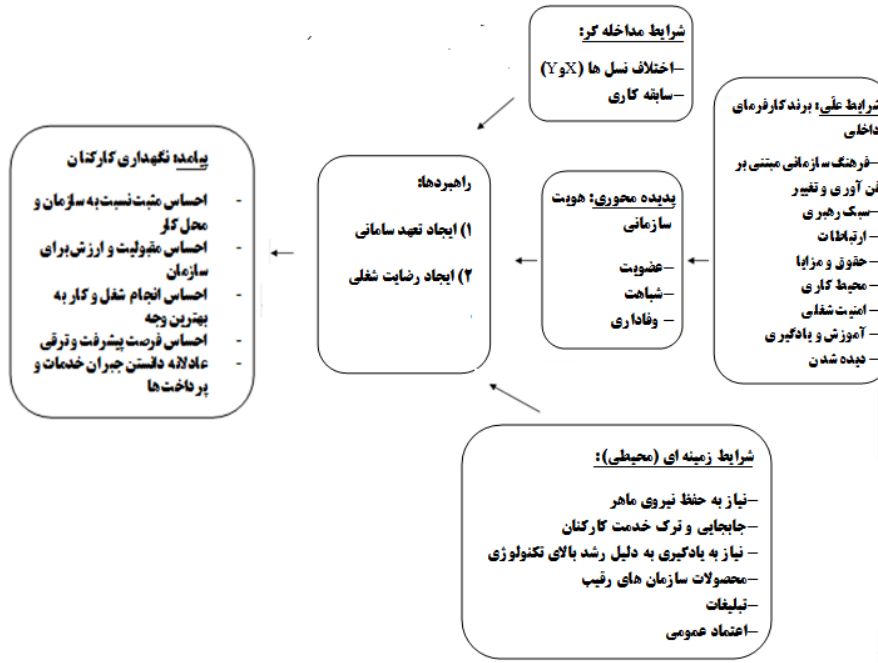 شرایط مداخله گر:
–اختلاف نسل ها (Xو Y)
–سابقه کاری
شرایط علّی: برند کارفرمای
داخلی
–فرهنگ سازمانی مبتنی بر
فن آوری و تغییر
–سبک رهبری
– ارتباطات
– حقوق و مزایا
– محیط کاری
– امنیت شغلی
– آموزش و یادگیری
– دیده شدن
پدیده محوری: هویت
سازمانی
–عضویت
–شباهت
– وفاداری
راهبردها:
۱) ایجاد تعهد سامانی
۲) ایجاد رضایت شغلی
پیامد: نگهداری کارکنان
- احساس مثبت نسبت به سازمان و
محل کار
- احساس مقبولیت و ارزش برای
سازمان
- احساس انجام شغل و کار به
بهترین وجه
- احساس فرصت پیشرفت و ترقی
- عادلانه دانستن جبران خدمات و
پرداخت‌ها
شرایط زمینه ای (محیطی):
–نیاز به حفظ نیروی ماهر
–جابجایی و ترک خدمت کارکنان
– نیاز به یادگیری به دلیل رشد بالای تکنولوژی
–محصولات سازمان های رقیب
–تبلیغات
–اعتماد عمومی